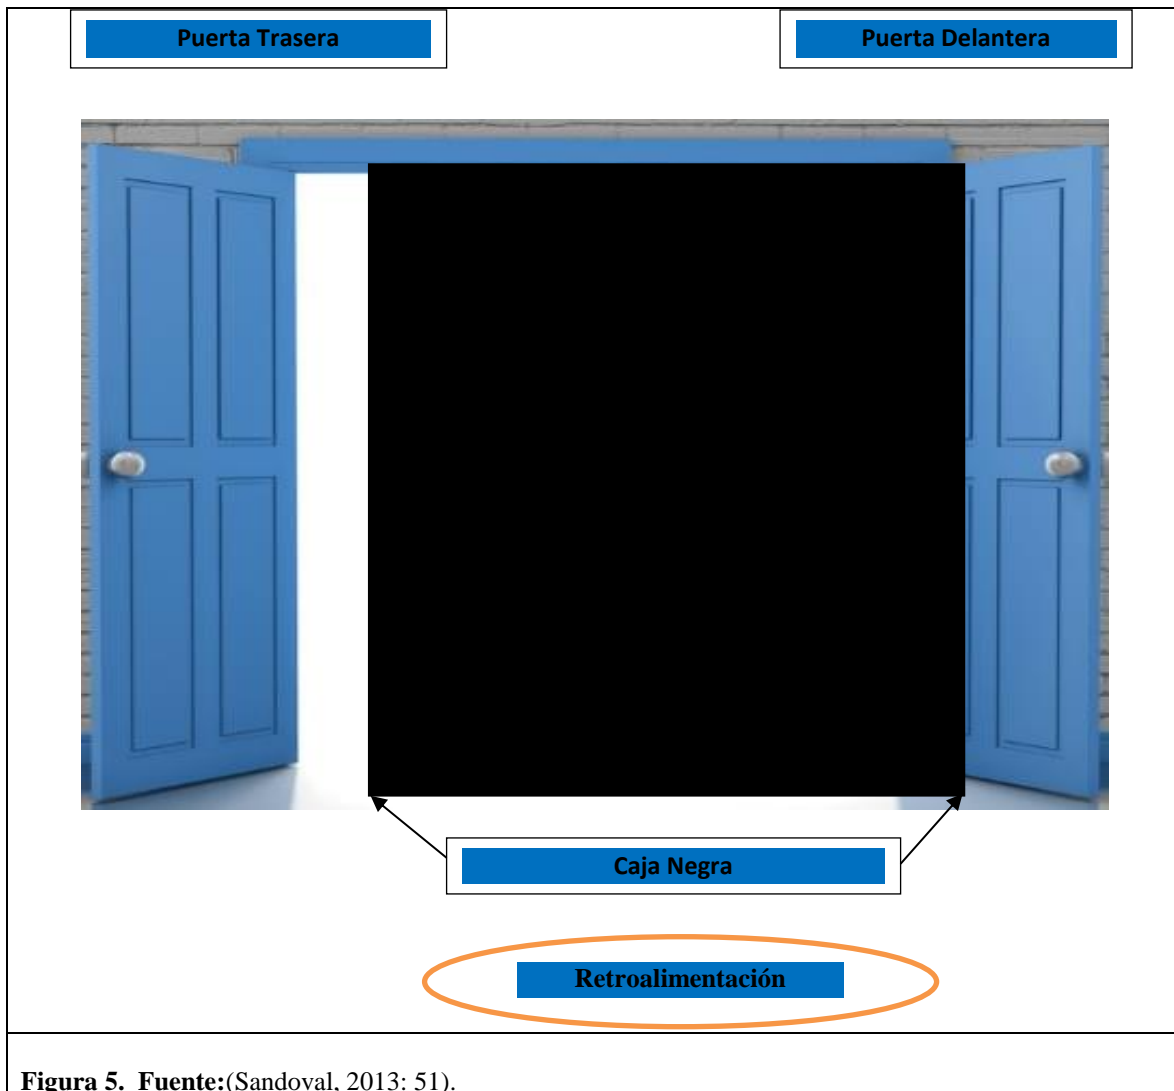 Puerta Trasera
Puerta Delantera
Caja Negra
Retroalimentación
Figura 5. Fuente:(Sandoval, 2013: 51).